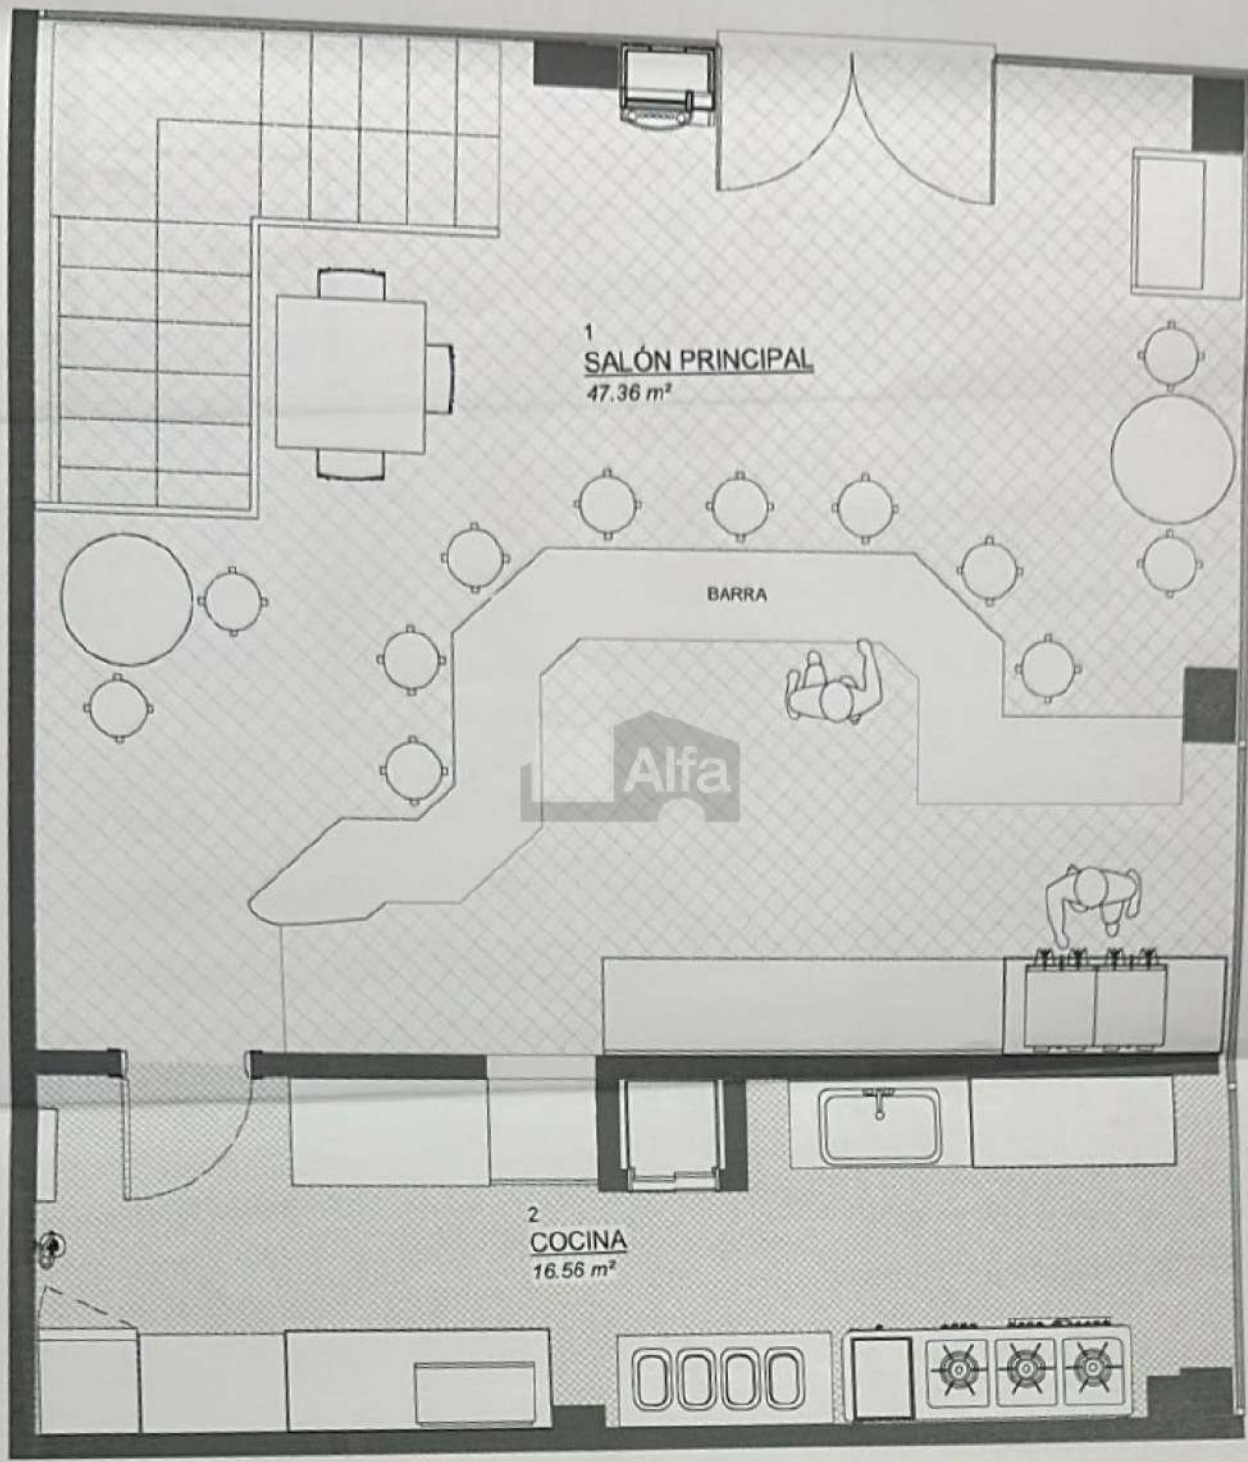 1
SALÓN PRINCIPAL
47.36 m²
BARRA
Alfa
2
COCINA
16.56 m²